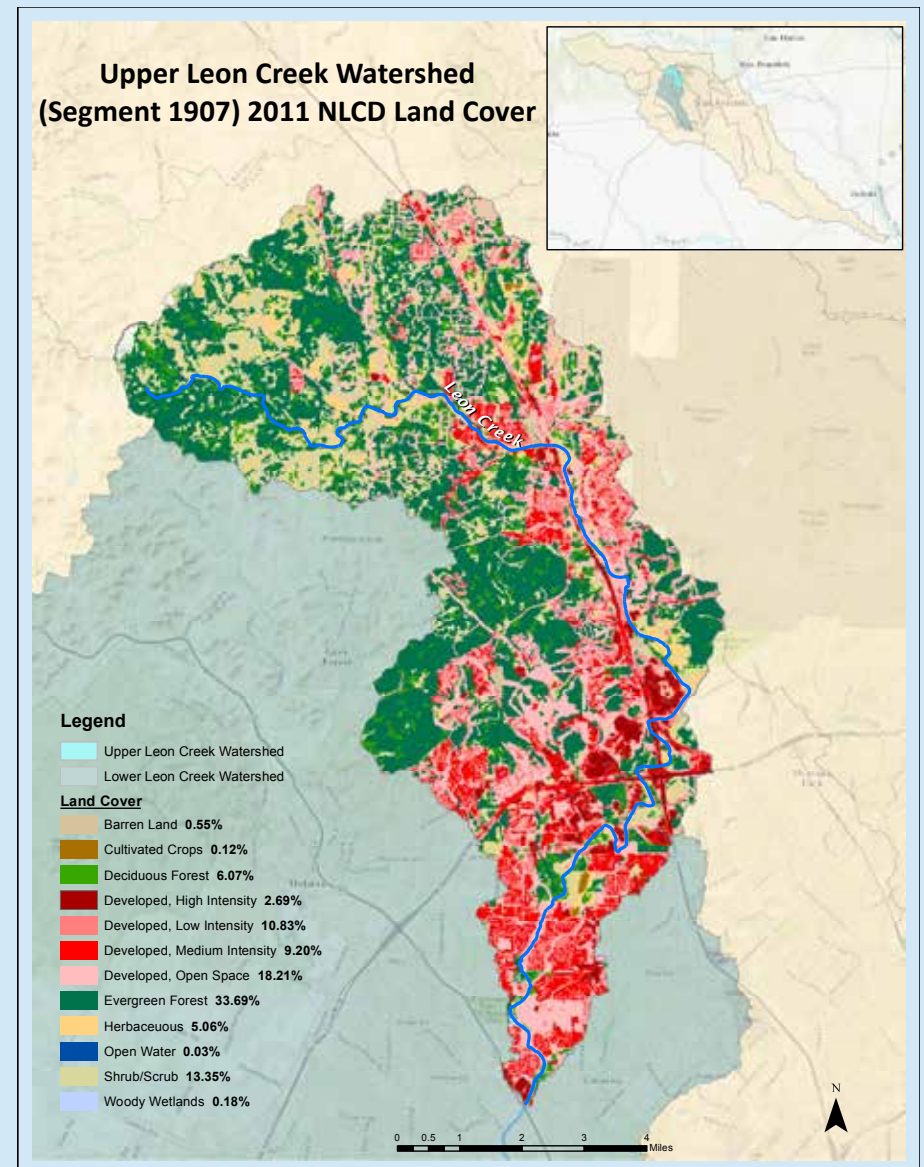 Upper Leon Creek Watershed
(Segment 1907) 2011 NLCD Land Cover
Leon Creek
Legend
Upper Leon Creek Watershed
Lower Leon Creek Watershed
Land Cover
Barren Land 0.55%
Cultivated Crops 0.12%
Deciduous Forest 6.07%
Developed, High Intensity 2.69%
Developed, Low Intensity 10.83%
Developed, Medium Intensity 9.20%
Developed, Open Space 18.21%
Evergreen Forest 33.69%
Herbaceuous 5.06%
Open Water 0.03%
Shrub/Scrub 13.35%
Woody Wetlands 0.18%
N
0 0.5 1 2 3 4
Miles